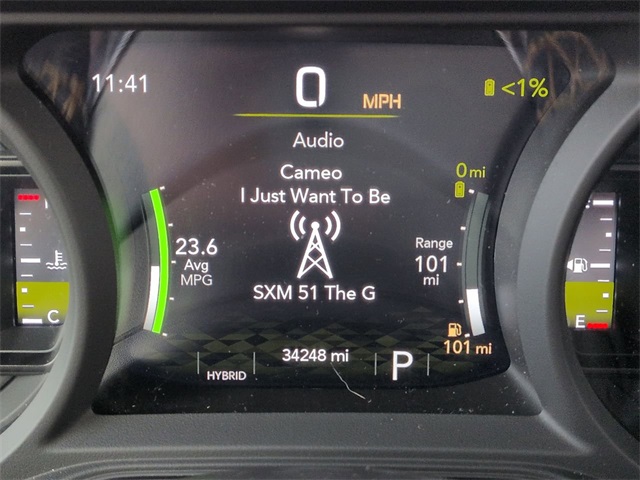 11:41
0 MPH
<1%
Audio
Cameo
I Just Want To Be
0 mi
23.6
Avg
MPG
Range
101
mi
SXM 51 The G
101 mi
34248 mi
HYBRID
P
C
E